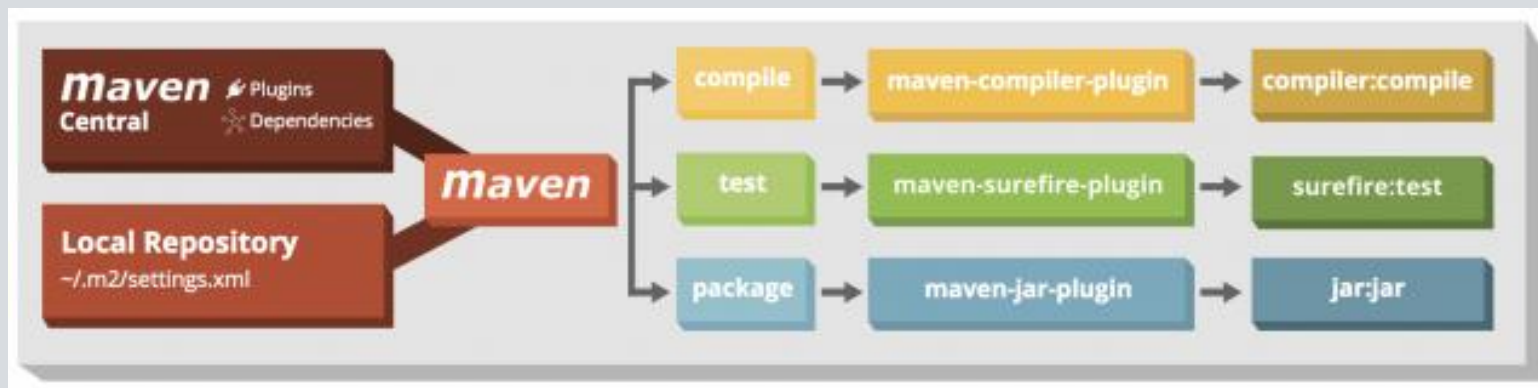 maven
Central
Plugins
Dependencies
Local Repository
~/.m2/settings.xml
maven
compile
maven-compiler-plugin
compiler:compile
test
maven-surefire-plugin
surefire:test
package
maven-jar-plugin
jar:jar